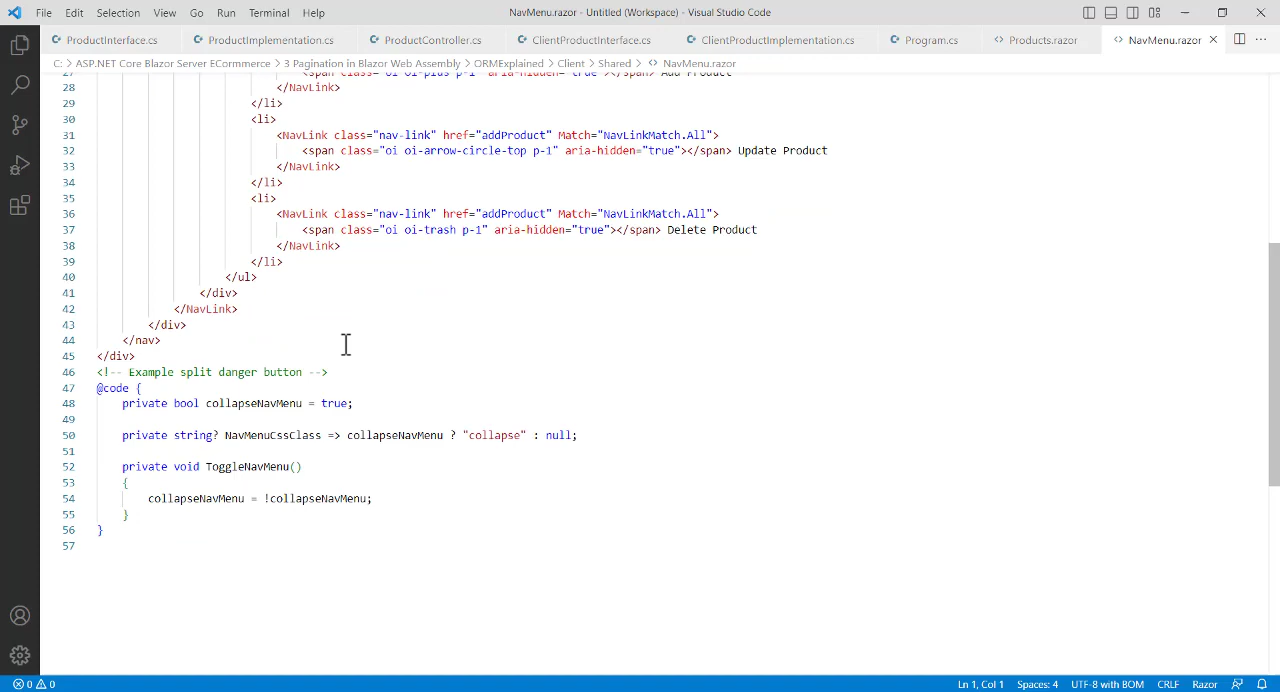 File Edit Selection View Go Run Terminal Help NavMenu.razor - Untitled (Workspace) - Visual Studio Code
ProductInterface.cs ProductImplementation.cs ProductController.cs ClientProductInterface.cs ClientProductImplementation.cs Program.cs Products.razor NavMenu.razor
C: > ASP.NET Core Blazor Server ECommerce > 3 Pagination in Blazor Web Assembly > ORMExplained > Client > Shared > NavMenu.razor
27 <span class="oi oi-plus p-1" aria-hidden="true"></span> Add Product
28 </NavLink>
29 </li>
30 <li>
31 <NavLink class="nav-link" href="addProduct" Match="NavLinkMatch.All">
32 <span class="oi oi-arrow-circle-top p-1" aria-hidden="true"></span> Update Product
33 </NavLink>
34 </li>
35 <li>
36 <NavLink class="nav-link" href="addProduct" Match="NavLinkMatch.All">
37 <span class="oi oi-trash p-1" aria-hidden="true"></span> Delete Product
38 </NavLink>
39 </li>
40 </ul>
41 </div>
42 </NavLink>
43 </div>
44 </nav>
45 </div>
46 <!-- Example split danger button -->
47 @code {
48 private bool collapseNavMenu = true;
49
50 private string? NavMenuCssClass => collapseNavMenu ? "collapse" : null;
51
52 private void ToggleNavMenu()
53 {
54 collapseNavMenu = !collapseNavMenu;
55 }
56 }
57
0 0 Ln 1, Col 1 Spaces: 4 UTF-8 with BOM CRLF Razor